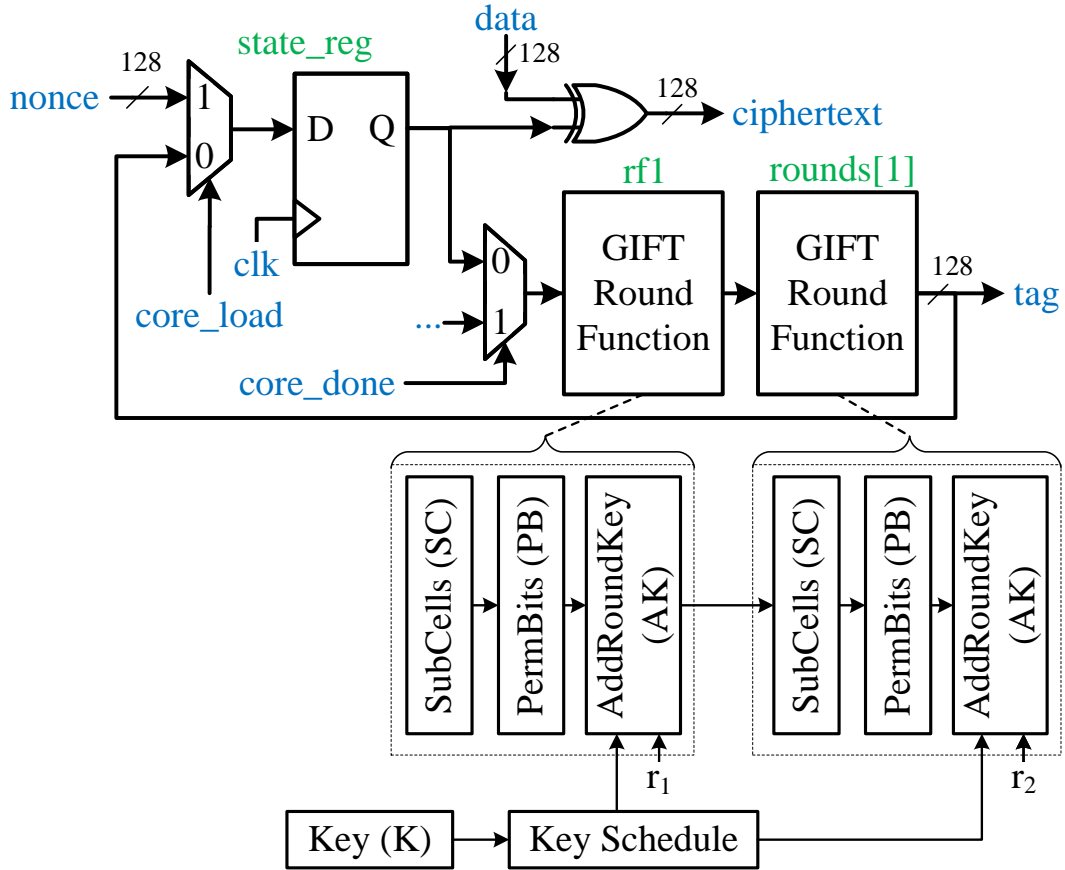 data
state_reg
128
128
nonce
1
128
ciphertext
D
Q
0
rf1
rounds[1]
clk
core_load
0
...
1
core_done
GIFT
Round
Function
GIFT
Round
Function
128
tag
SubCells (SC)
PermBits (PB)
AddRoundKey
(AK)
SubCells (SC)
PermBits (PB)
AddRoundKey
(AK)
r1
r2
Key (K)
Key Schedule